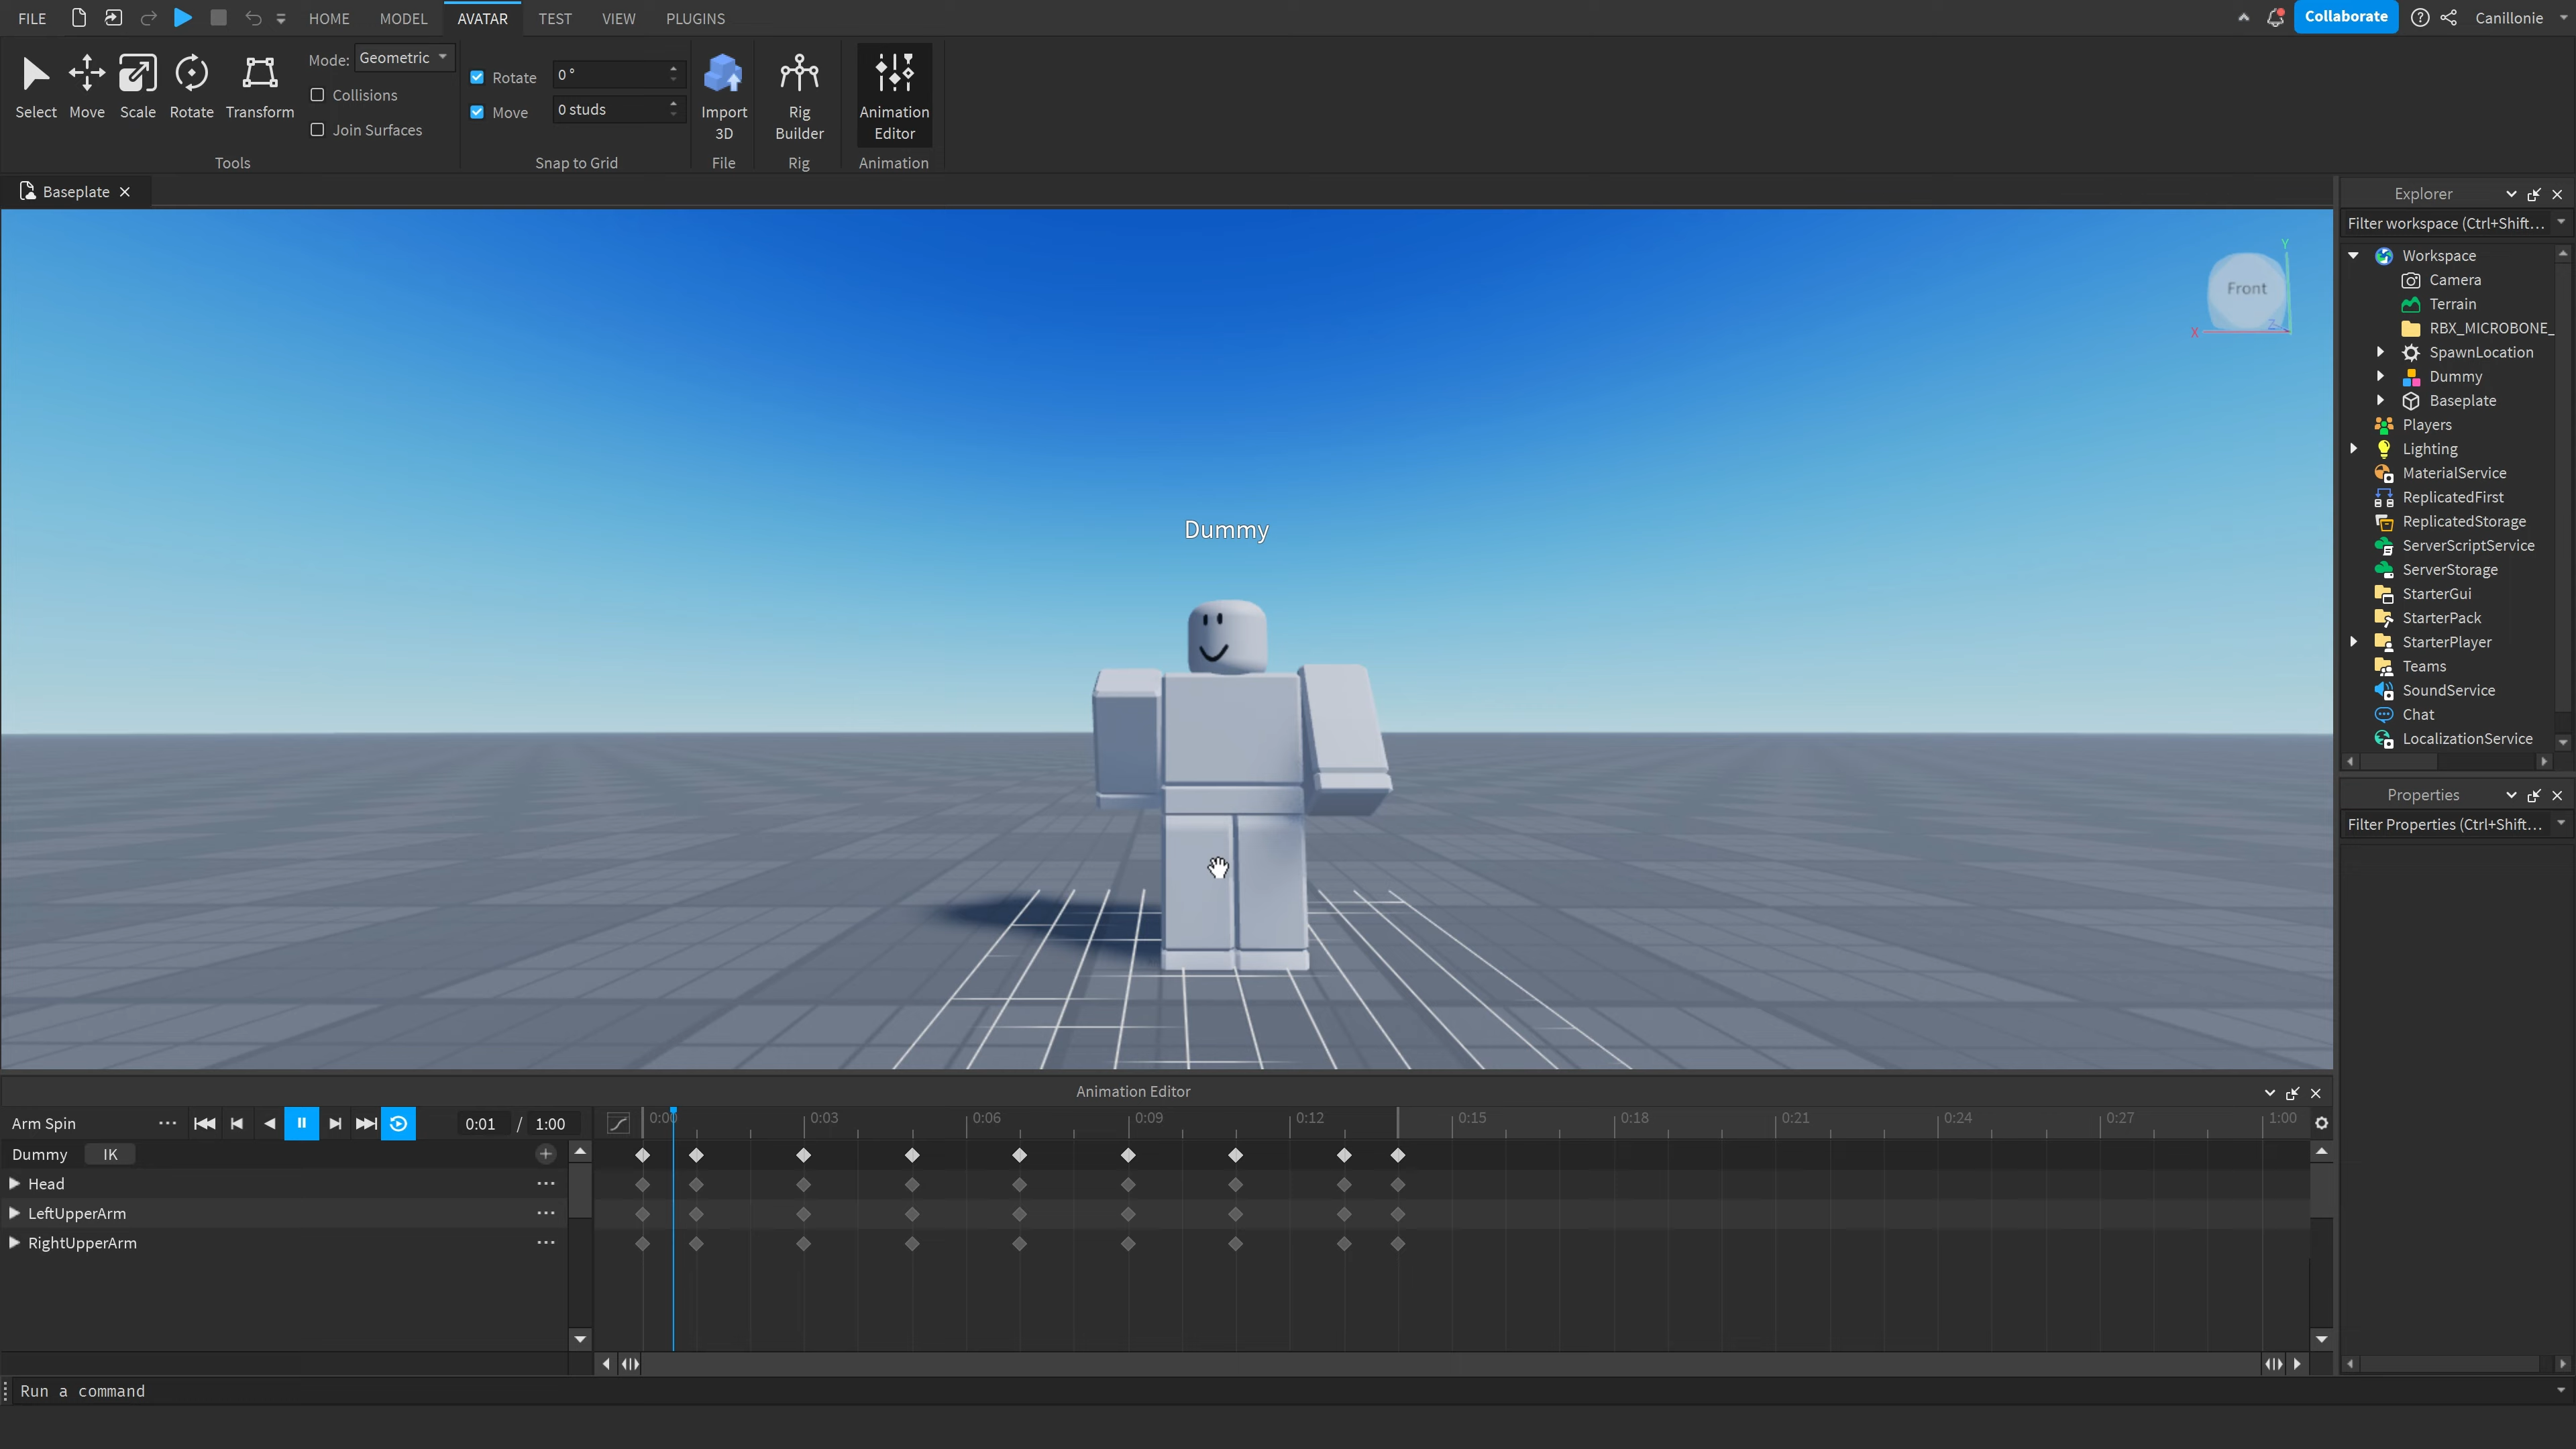 FILE HOME MODEL AVATAR TEST VIEW PLUGINS Collaborate Canillonie
Select Move Scale Rotate Transform
Mode: Geometric
Collisions
Join Surfaces
Tools
Rotate 0 °
Move 0 studs
Snap to Grid
Import
3D
File
Rig
Builder
Rig
Animation
Editor
Animation
Baseplate
Front
Y
X
Z
Dummy
Explorer
Filter workspace (Ctrl+Shift...
Workspace
Camera
Terrain
RBX_MICROBONE_
SpawnLocation
Dummy
Baseplate
Players
Lighting
MaterialService
ReplicatedFirst
ReplicatedStorage
ServerScriptService
ServerStorage
StarterGui
StarterPack
StarterPlayer
Teams
SoundService
Chat
LocalizationService
Properties
Filter Properties (Ctrl+Shift...
Animation Editor
Arm Spin ... 0:01 / 1:00
0:00 0:03 0:06 0:09 0:12 0:15 0:18 0:21 0:24 0:27 1:00
Dummy IK
Head ...
LeftUpperArm ...
RightUpperArm ...
Run a command